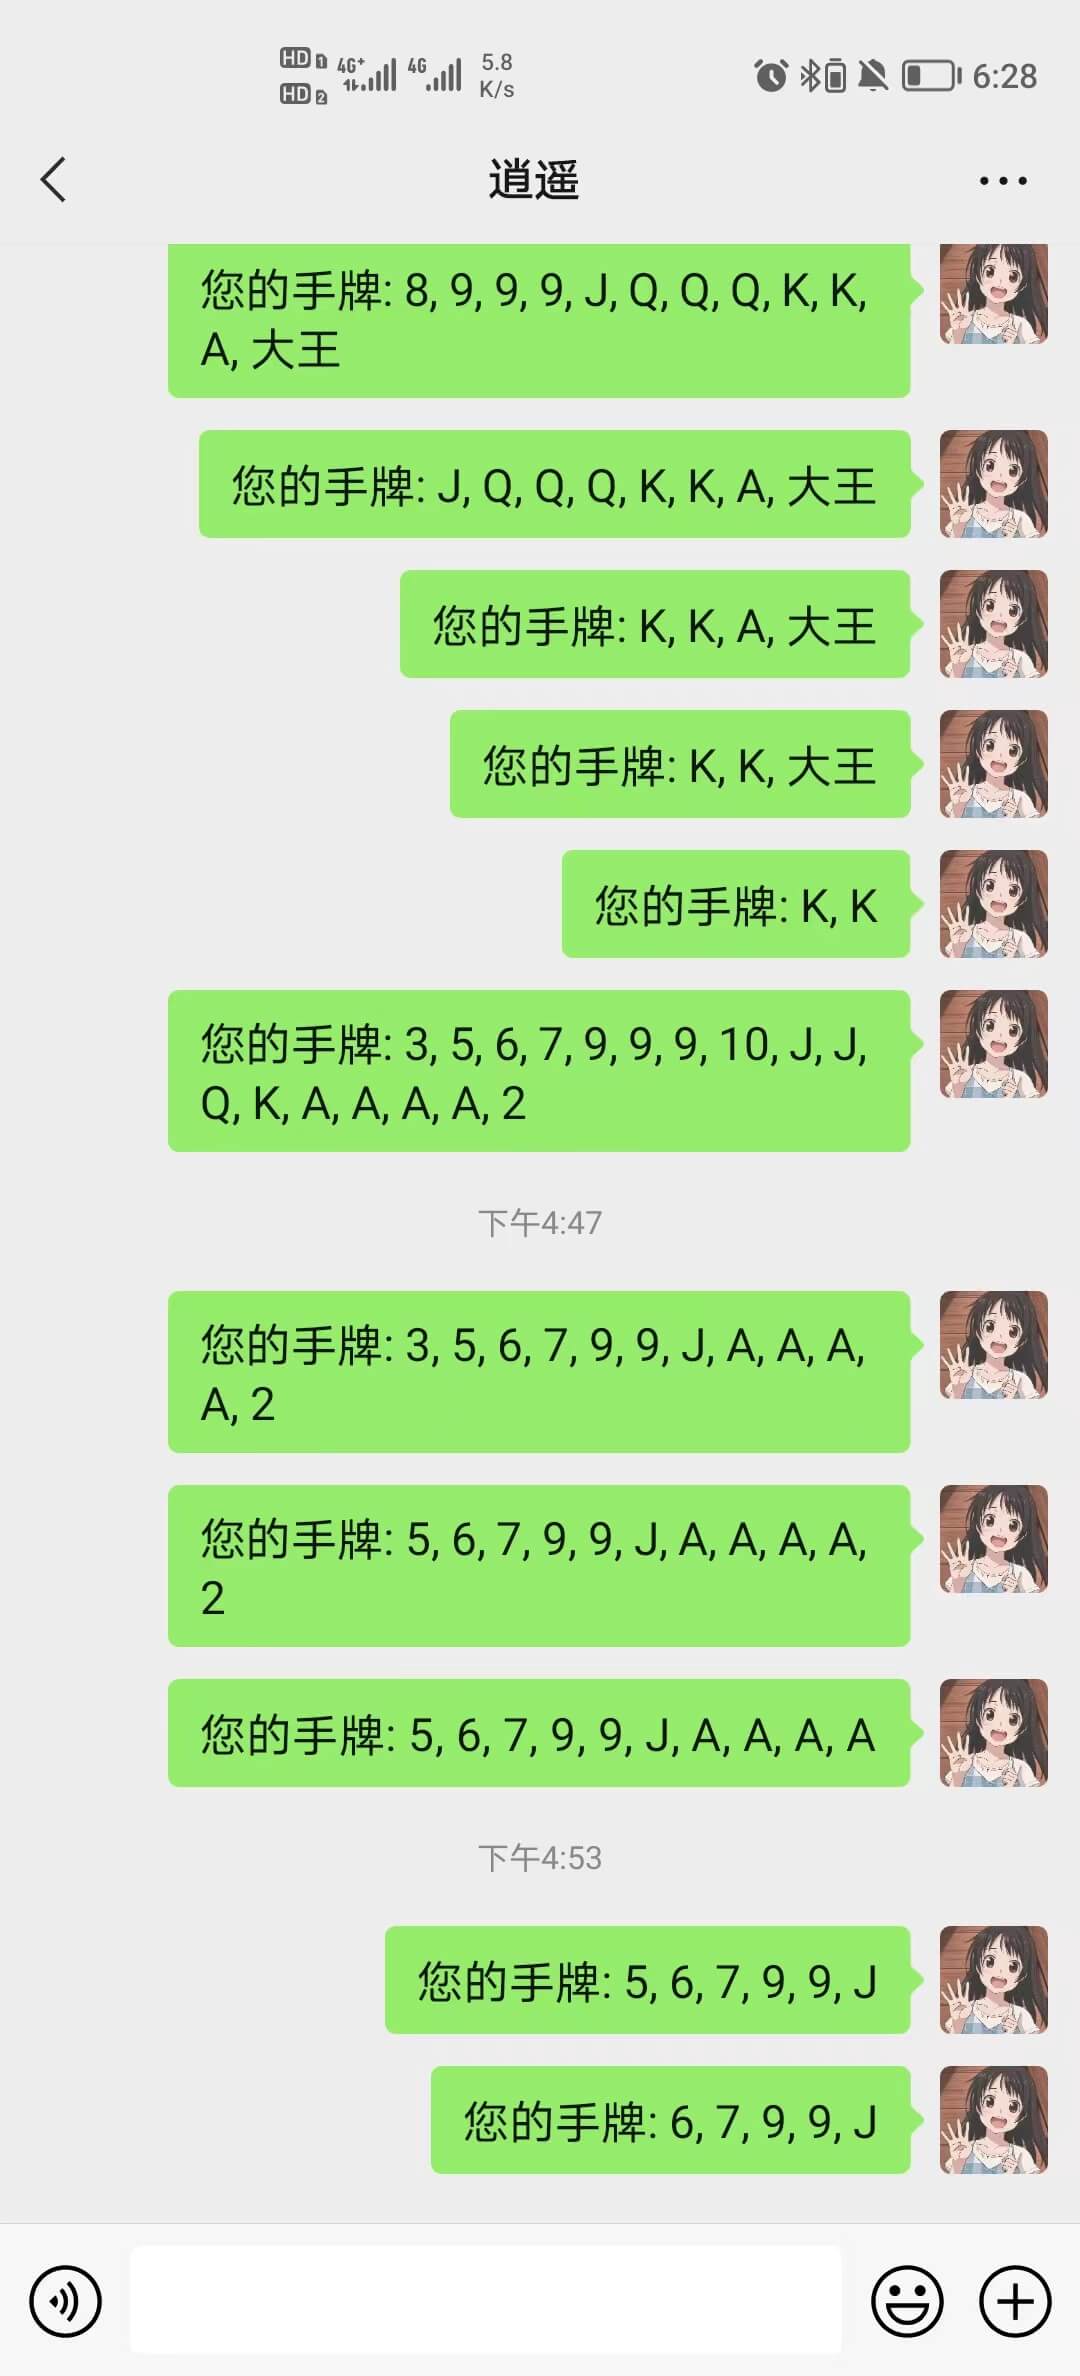 HD 1 4G+ 4G 5.8 6:28
HD 2 K/s
逍遥
您的手牌: 8, 9, 9, 9, J, Q, Q, Q, K, K,
A, 大王
您的手牌: J, Q, Q, Q, K, K, A, 大王
您的手牌: K, K, A, 大王
您的手牌: K, K, 大王
您的手牌: K, K
您的手牌: 3, 5, 6, 7, 9, 9, 9, 10, J, J,
Q, K, A, A, A, A, 2
下午4:47
您的手牌: 3, 5, 6, 7, 9, 9, J, A, A, A,
A, 2
您的手牌: 5, 6, 7, 9, 9, J, A, A, A, A,
2
您的手牌: 5, 6, 7, 9, 9, J, A, A, A, A
下午4:53
您的手牌: 5, 6, 7, 9, 9, J
您的手牌: 6, 7, 9, 9, J